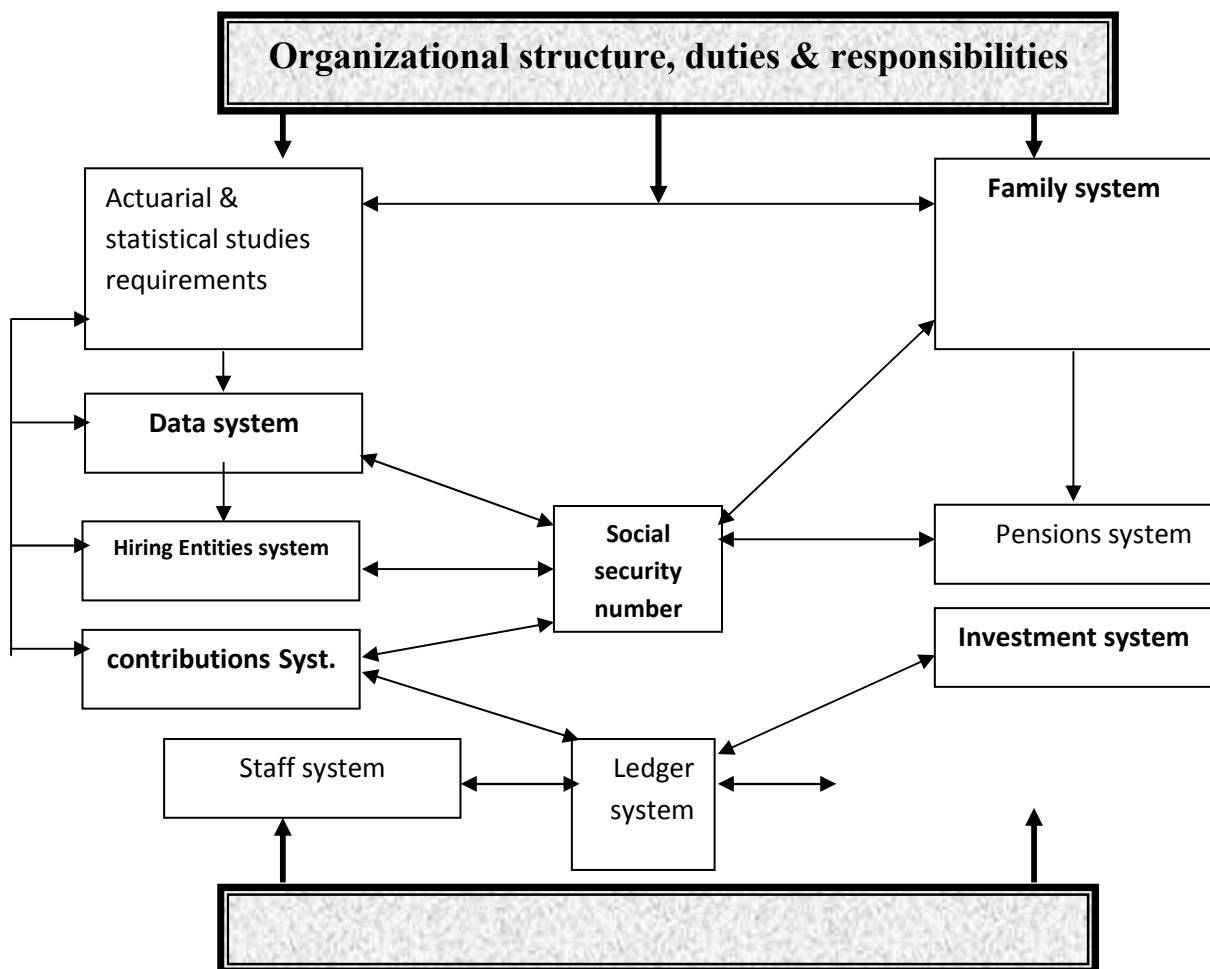 Organizational structure, duties & responsibilities
Actuarial &
statistical studies
requirements
Family system
Data system
Hiring Entities system
Social
security
number
Pensions system
contributions Syst.
Investment system
Staff system
Ledger
system